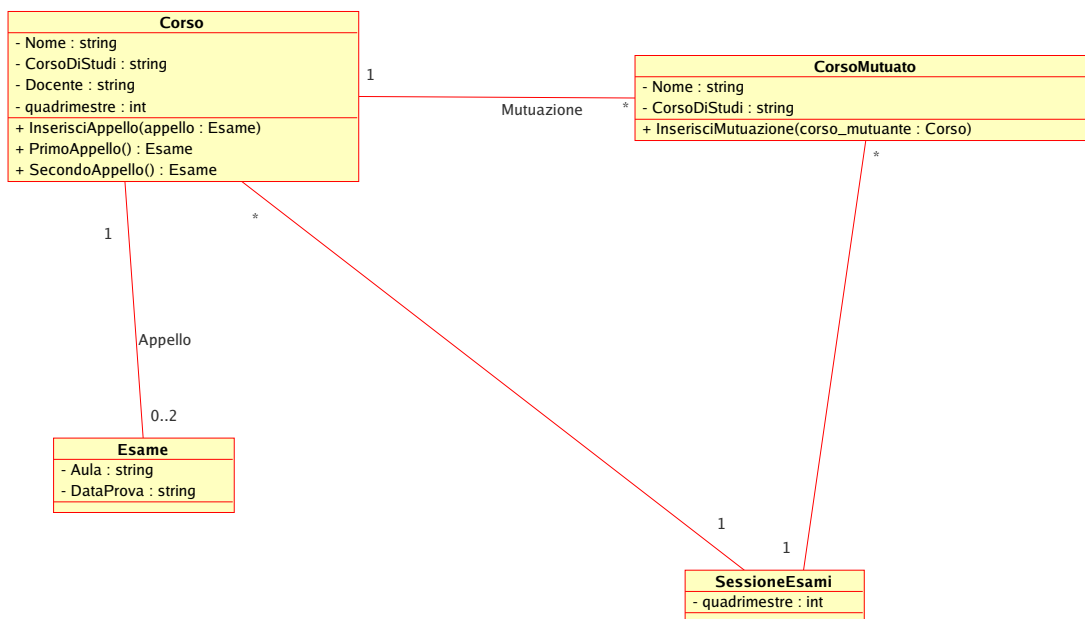 Corso
- Nome : string
- CorsoDiStudi : string
- Docente : string
- quadrimestre : int
+ InserisciAppello(appello : Esame)
+ PrimoAppello() : Esame
+ SecondoAppello() : Esame
1
Mutuazione
*
CorsoMutuato
- Nome : string
- CorsoDiStudi : string
+ InserisciMutuazione(corso_mutuante : Corso)
*
*
1
Appello
0..2
Esame
- Aula : string
- DataProva : string
1
1
SessioneEsami
- quadrimestre : int